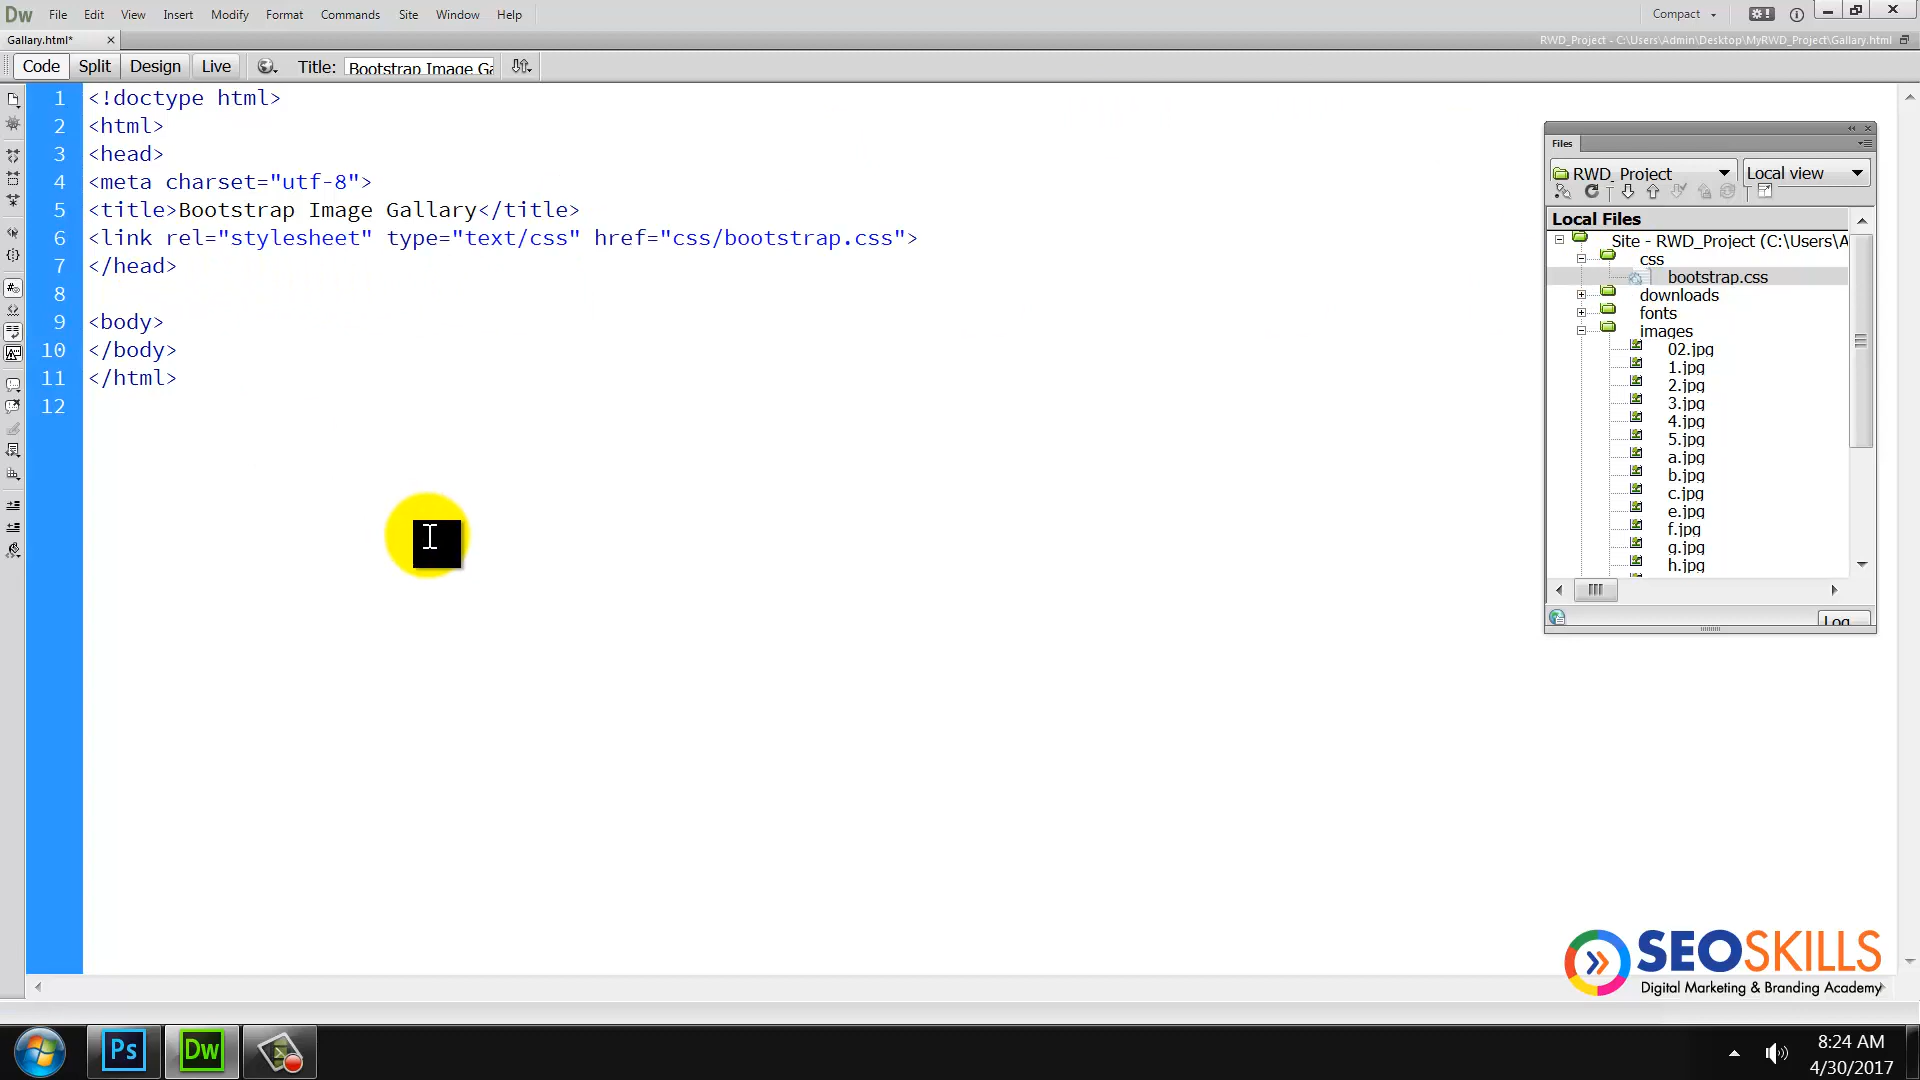 Dw File Edit View Insert Modify Format Commands Site Window Help
Compact
Gallary.html*
RWD_Project - C:\Users\Admin\Desktop\MyRWD_Project\Gallary.html
Code Split Design Live Title: Bootstrap Image Ga
1 <!doctype html>
2 <html>
3 <head>
4 <meta charset="utf-8">
5 <title>Bootstrap Image Gallary</title>
6 <link rel="stylesheet" type="text/css" href="css/bootstrap.css">
7 </head>
8
9 <body>
10 </body>
11 </html>
12
Files
RWD_Project Local view
Local Files
Site - RWD_Project (C:\Users\A
css
bootstrap.css
downloads
fonts
images
02.jpg
1.jpg
2.jpg
3.jpg
4.jpg
5.jpg
a.jpg
b.jpg
c.jpg
e.jpg
f.jpg
g.jpg
h.jpg
Log
SEOSKILLS
Digital Marketing & Branding Academy
Ps Dw
8:24 AM
4/30/2017